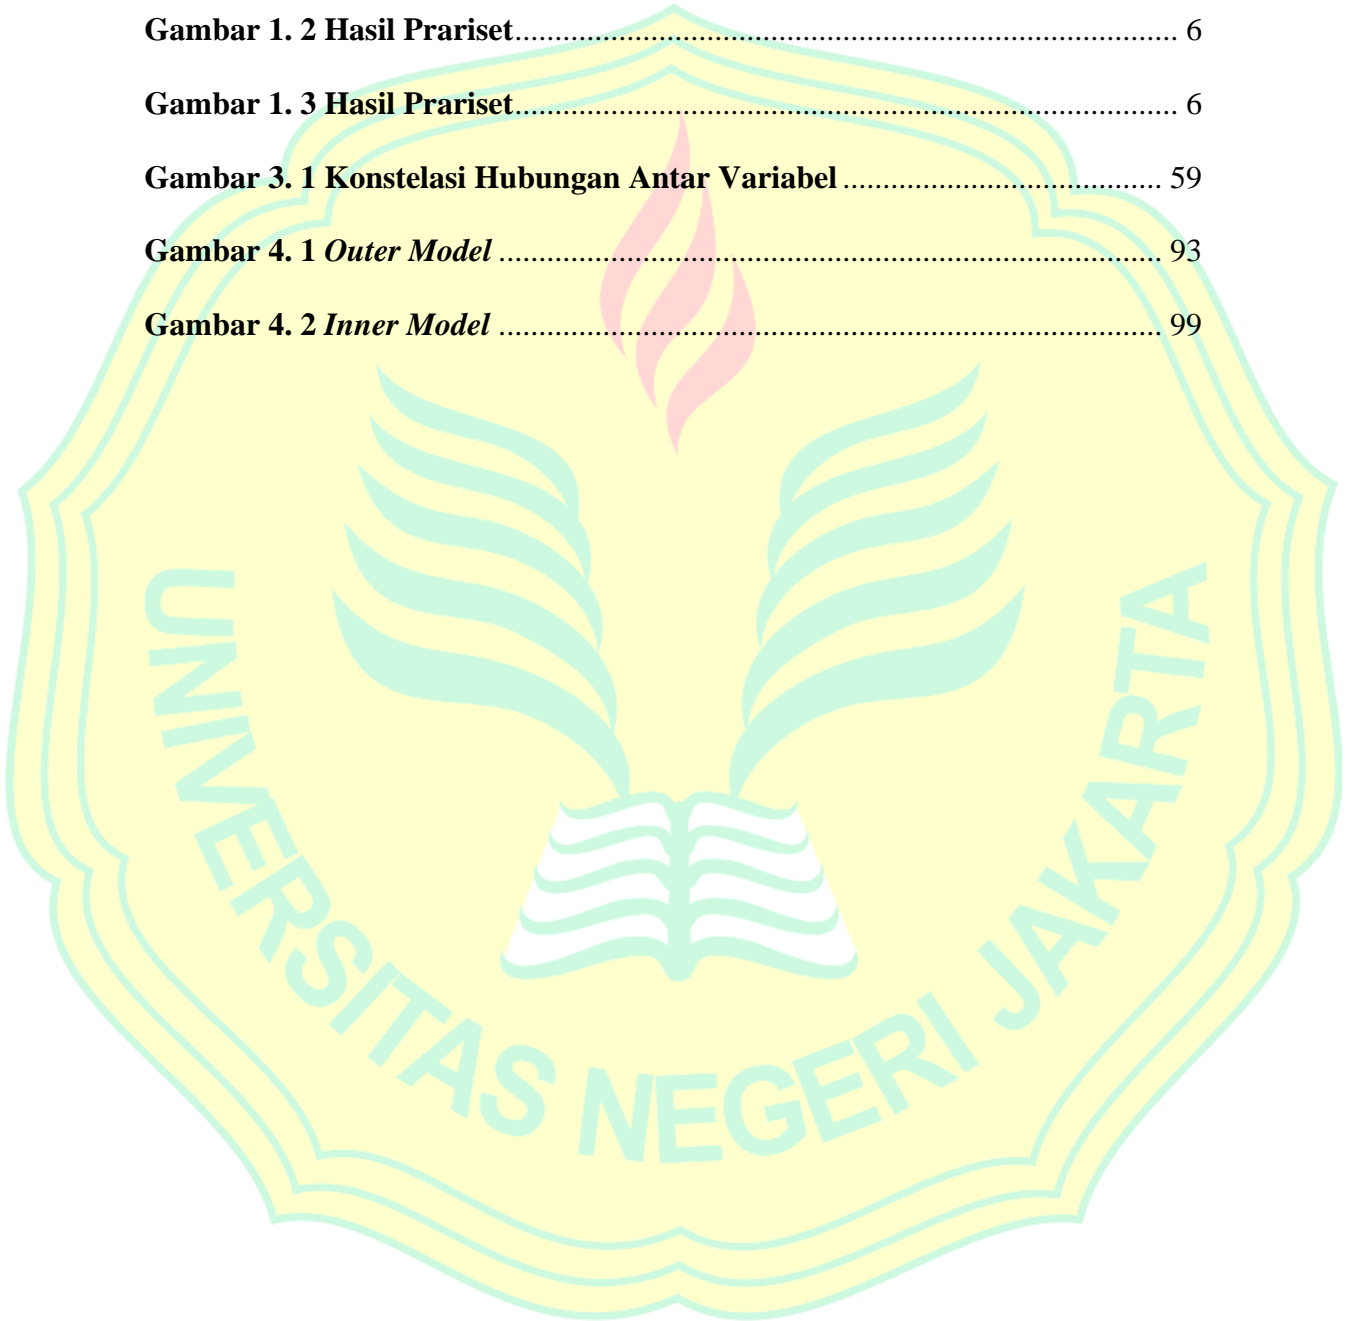 Gambar 1. 2 Hasil Prariset.................................................................................. 6
Gambar 1. 3 Hasil Prariset.................................................................................. 6
Gambar 3. 1 Konstelasi Hubungan Antar Variabel ........................................ 59
Gambar 4. 1 Outer Model .................................................................................. 93
Gambar 4. 2 Inner Model .................................................................................. 99
UNIVERSITAS NEGERI JAKARTA